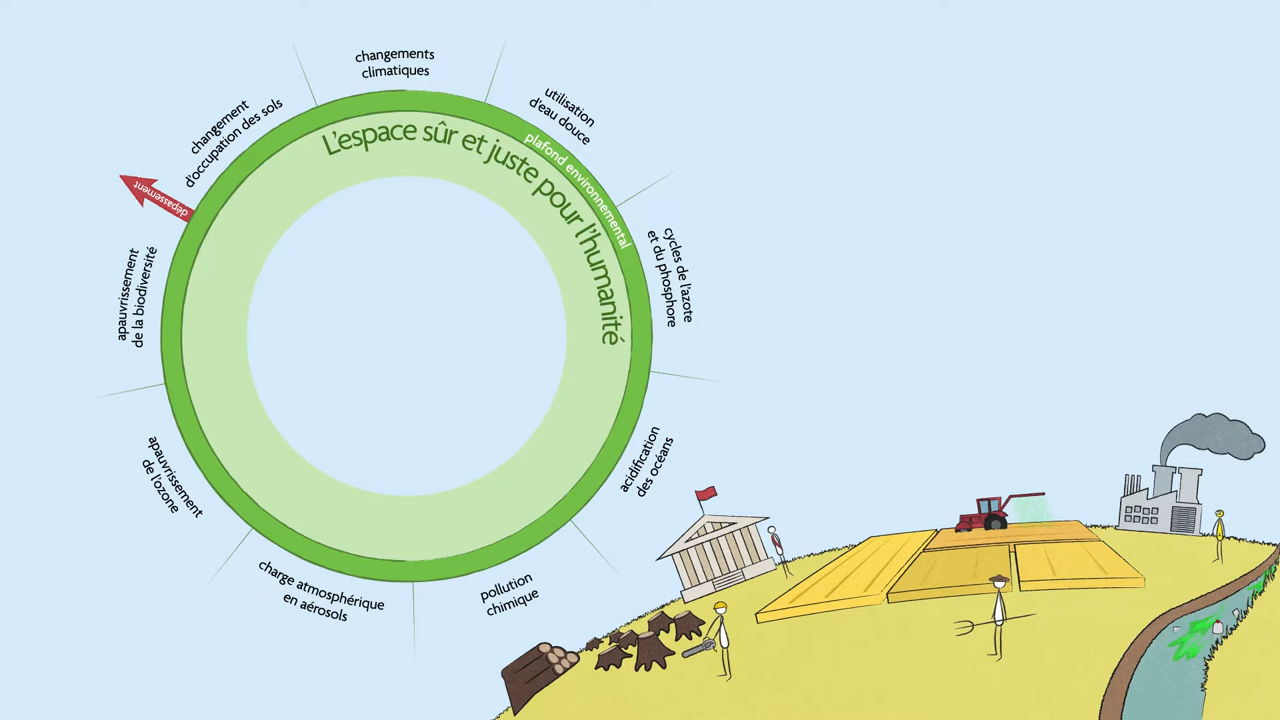 changements
climatiques
utilisation
d'eau douce
cycles de l'azote
et du phosphore
acidification
des océans
pollution
chimique
charge atmosphérique
en aérosols
apauvrissement
de l'ozone
apauvrissement
de la biodiversité
changement
d'occupation des sols
dépassement
plafond environnemental
L'espace sûr et juste pour l'humanité